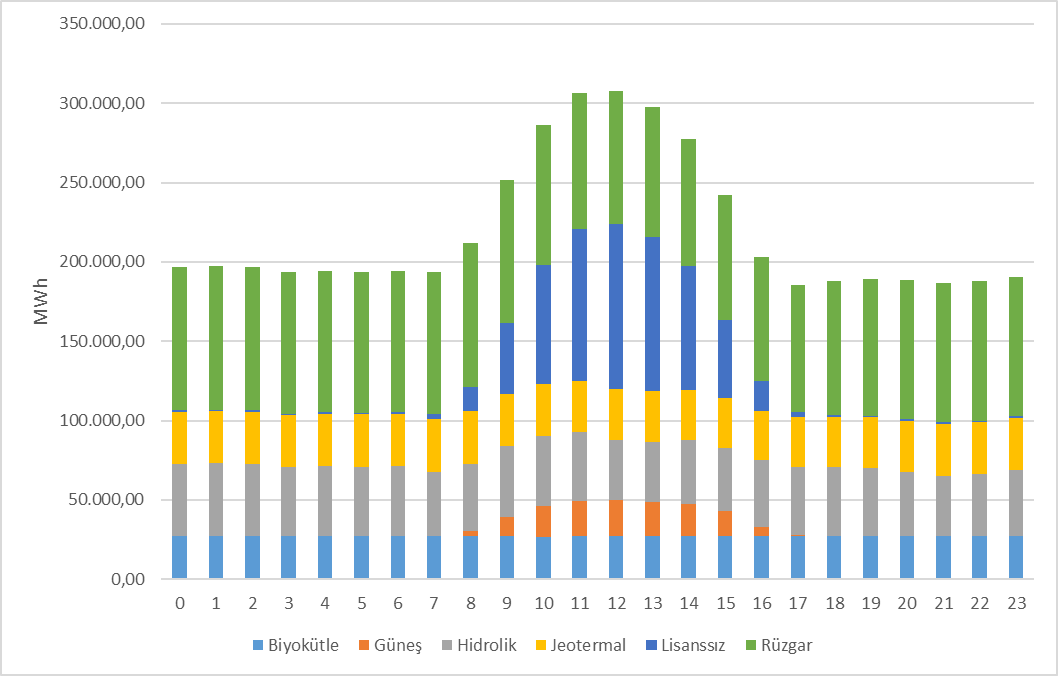 350.000,00
300.000,00
250.000,00
200.000,00
150.000,00
100.000,00
50.000,00
0,00
MWh
0 1 2 3 4 5 6 7 8 9 10 11 12 13 14 15 16 17 18 19 20 21 22 23
Biyokütle Güneş Hidrolik Jeotermal Lisanssız Rüzgar